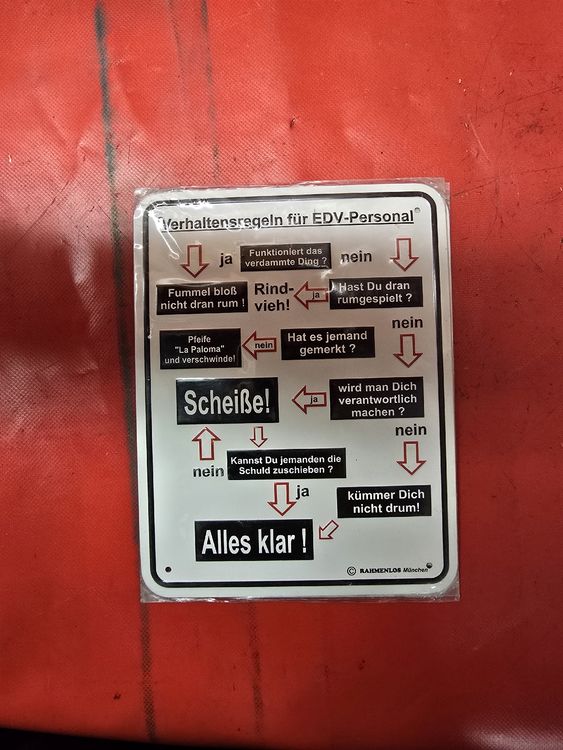 Verhaltensregeln für EDV-Personal
ja
Funktioniert das
verdammte Ding ?
nein
Fummel bloß
nicht dran rum !
Rind-
vieh!
ja
Hast Du dran
rumgespielt ?
nein
Pfeife
"La Paloma"
und verschwinde!
nein
Hat es jemand
gemerkt ?
Scheiße!
ja
wird man Dich
verantwortlich
machen ?
nein
nein
Kannst Du jemanden die
Schuld zuschieben ?
ja
kümmer Dich
nicht drum!
Alles klar !
© RAHMENLOS München